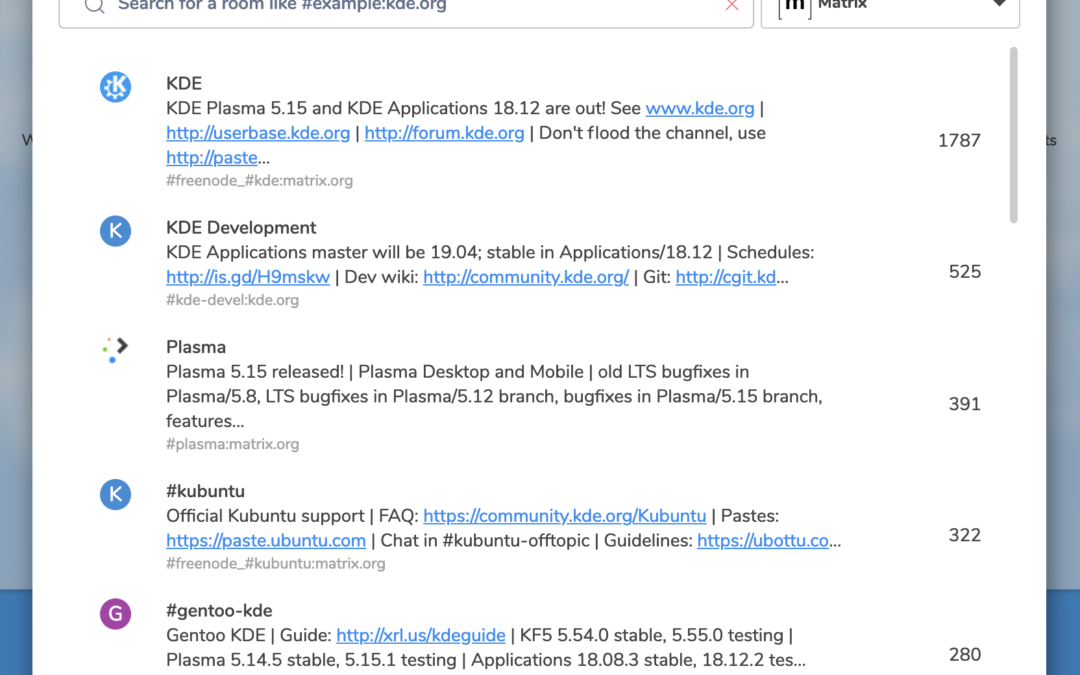 Search for a room like #example:kde.org
[m] Matrix
KDE
KDE Plasma 5.15 and KDE Applications 18.12 are out! See www.kde.org |
http://userbase.kde.org | http://forum.kde.org | Don't flood the channel, use
http://paste...
1787
#freenode_#kde:matrix.org
K
KDE Development
KDE Applications master will be 19.04; stable in Applications/18.12 | Schedules:
http://is.gd/H9mskw | Dev wiki: http://community.kde.org/ | Git: http://cgit.kd...
525
#kde-devel:kde.org
Plasma
Plasma 5.15 released! | Plasma Desktop and Mobile | old LTS bugfixes in
Plasma/5.8, LTS bugfixes in Plasma/5.12 branch, bugfixes in Plasma/5.15 branch,
features...
391
#plasma:matrix.org
K
#kubuntu
Official Kubuntu support | FAQ: https://community.kde.org/Kubuntu | Pastes:
https://paste.ubuntu.com | Chat in #kubuntu-offtopic | Guidelines: https://ubottu.co...
322
#freenode_#kubuntu:matrix.org
G
#gentoo-kde
Gentoo KDE | Guide: http://xrl.us/kdeguide | KF5 5.54.0 stable, 5.55.0 testing |
Plasma 5.14.5 stable, 5.15.1 testing | Applications 18.08.3 stable, 18.12.2 tes...
280